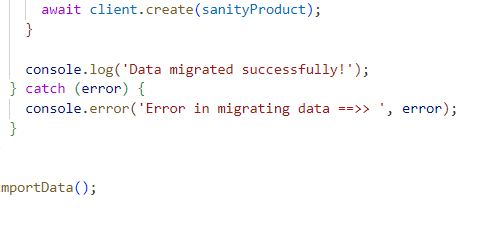 await client.create(sanityProduct);
}
console.log('Data migrated successfully!');
} catch (error) {
console.error('Error in migrating data ==>> ', error);
}
mportData();